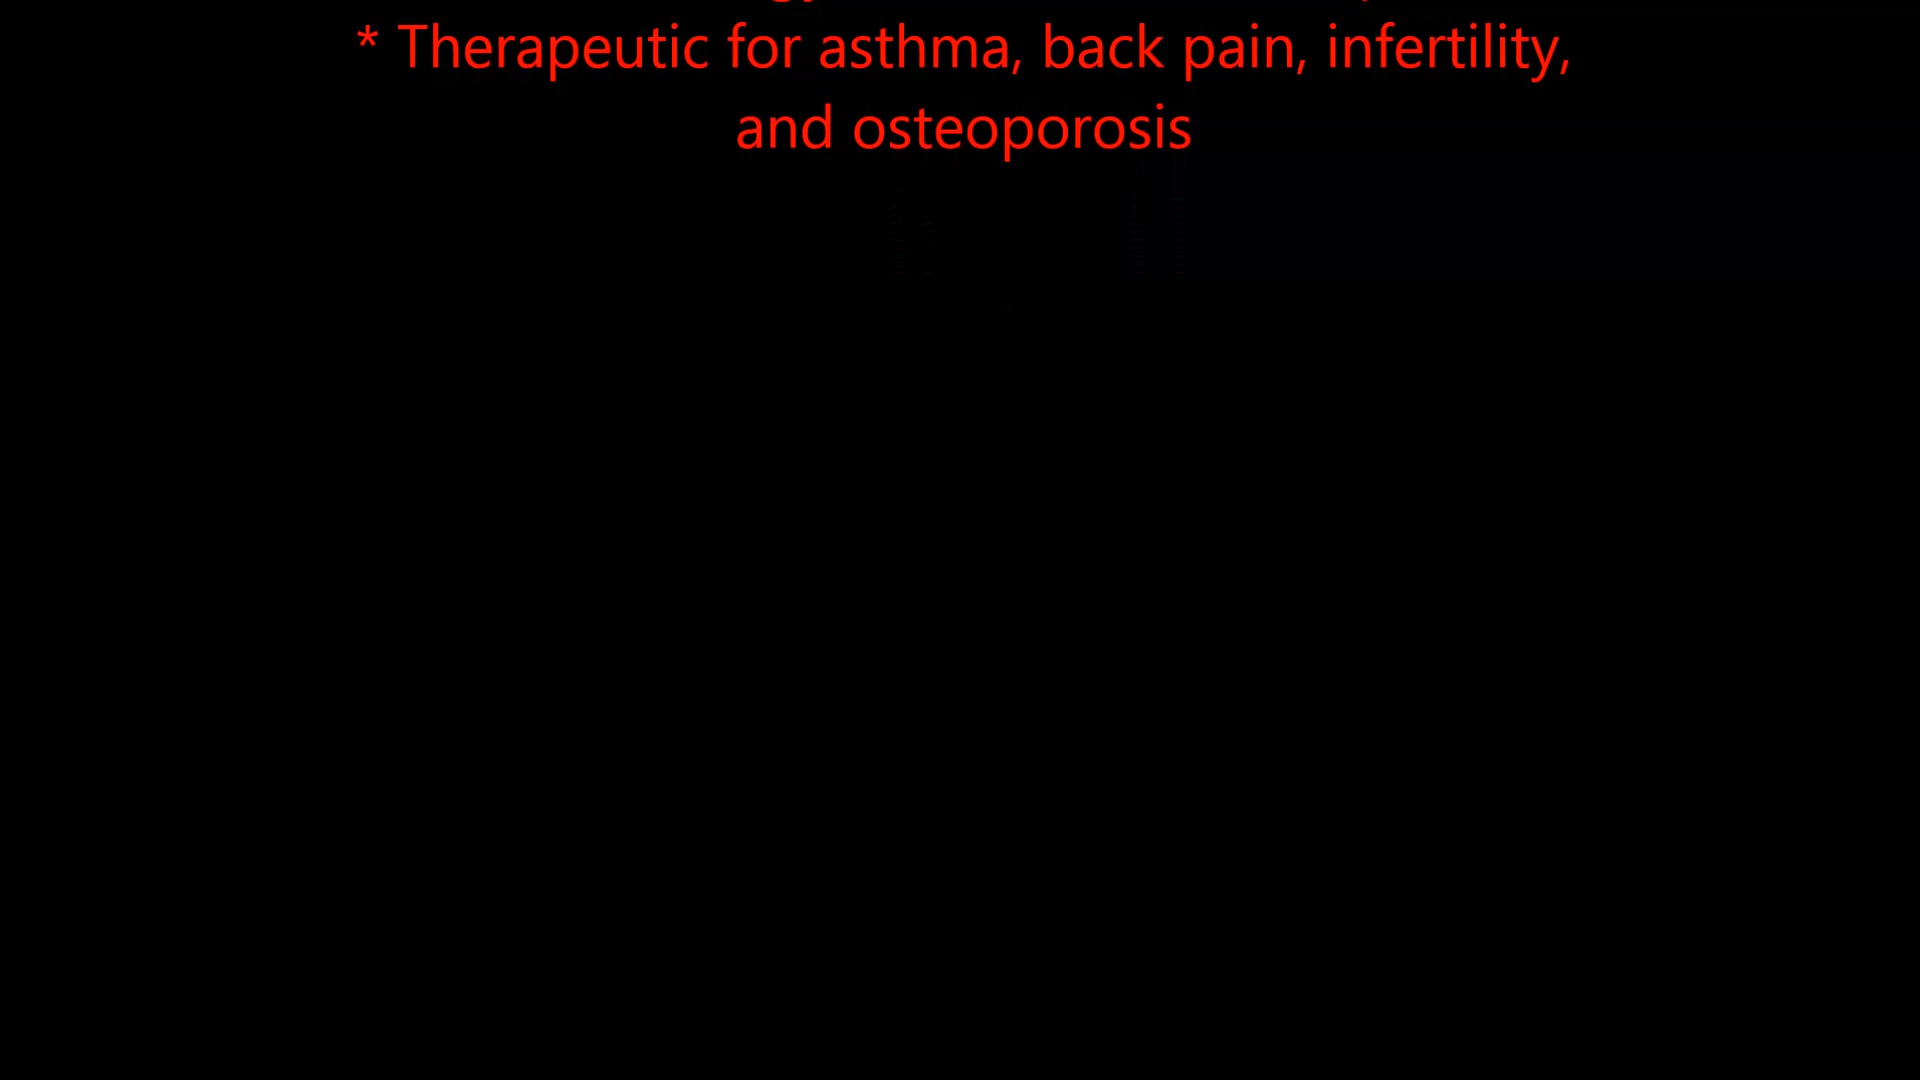 * Therapeutic for asthma, back pain, infertility,
and osteoporosis